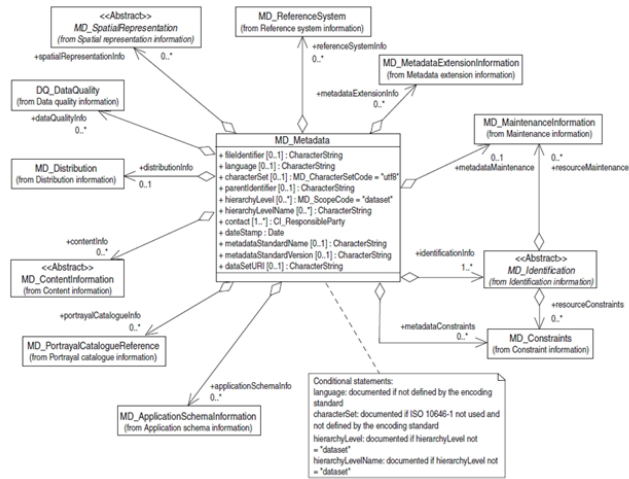 <<Abstract>>
MD_SpatialRepresentation
(from Spatial representation information)
+spatialRepresentationInfo
0..*
MD_ReferenceSystem
(from Reference system information)
+referenceSystemInfo
0..*
MD_MetadataExtensionInformation
(from Metadata extension information)
+metadataExtensionInfo
0..*
DQ_DataQuality
(from Data quality information)
+dataQualityInfo
0..*
MD_MaintenanceInformation
(from Maintenance information)
0..1
+metadataMaintenance
0..*
+resourceMaintenance
MD_Distribution
(from Distribution information)
+distributionInfo
0..1
MD_Metadata
+ fileIdentifier [0..1] : CharacterString
+ language [0..1] : CharacterString
+ characterSet [0..1] : MD_CharacterSetCode = "utf8"
+ parentIdentifier [0..1] : CharacterString
+ hierarchyLevel [0..*] : MD_ScopeCode = "dataset"
+ hierarchyLevelName [0..*] : CharacterString
+ contact [1..*] : CI_ResponsibleParty
+ dateStamp : Date
+ metadataStandardName [0..1] : CharacterString
+ metadataStandardVersion [0..1] : CharacterString
+ dataSetURI [0..1] : CharacterString
+contentInfo
0..*
<<Abstract>>
MD_ContentInformation
(from Content information)
+identificationInfo
1..*
<<Abstract>>
MD_Identification
(from Identification information)
+resourceConstraints
0..*
+portrayalCatalogueInfo
0..*
MD_PortrayalCatalogueReference
(from Portrayal catalogue information)
+metadataConstraints
0..*
MD_Constraints
(from Constraint information)
+applicationSchemaInfo
0..*
MD_ApplicationSchemaInformation
(from Application schema information)
Conditional statements:
language: documented if not defined by the encoding
standard
characterSet: documented if ISO 10646-1 not used and
not defined by the encoding standard
hierarchyLevel: documented if hierarchyLevel not
= "dataset"
hierarchyLevelName: documented if hierarchyLevel not
= "dataset"